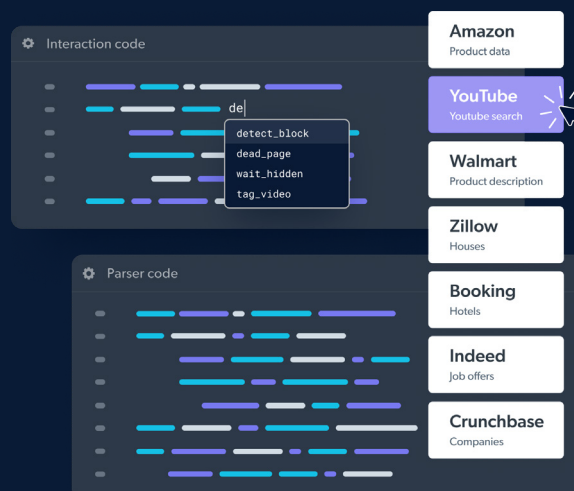 Interaction code
de
detect_block
dead_page
wait_hidden
tag_video
Parser code
Amazon
Product data
YouTube
Youtube search
Walmart
Product description
Zillow
Houses
Booking
Hotels
Indeed
Job offers
Crunchbase
Companies